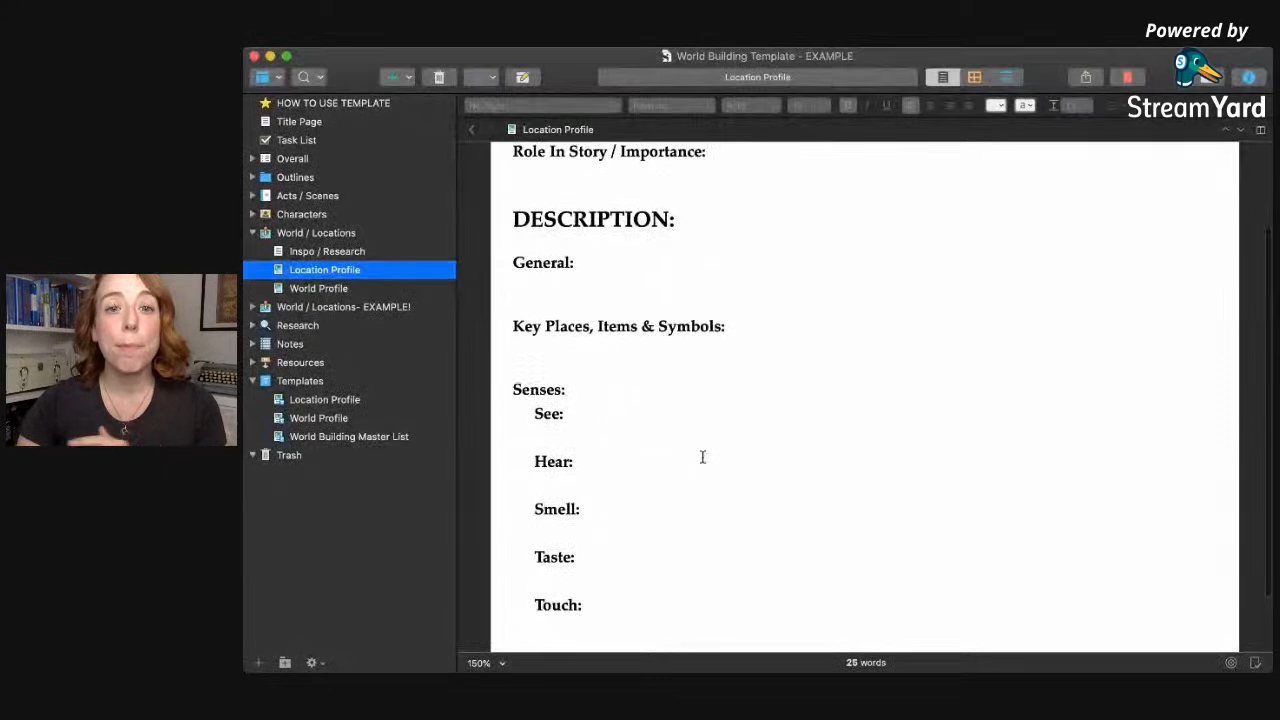 Powered by
StreamYard
World Building Template - EXAMPLE
Location Profile
HOW TO USE TEMPLATE
Title Page
Task List
Overall
Outlines
Acts / Scenes
Characters
World / Locations
Inspo / Research
Location Profile
World Profile
World / Locations- EXAMPLE!
Research
Notes
Resources
Templates
Location Profile
World Profile
World Building Master List
Trash
B I U
a
Location Profile
Role In Story / Importance:
DESCRIPTION:
General:
Key Places, Items & Symbols:
Senses:
See:
Hear:
Smell:
Taste:
Touch:
150%
25 words